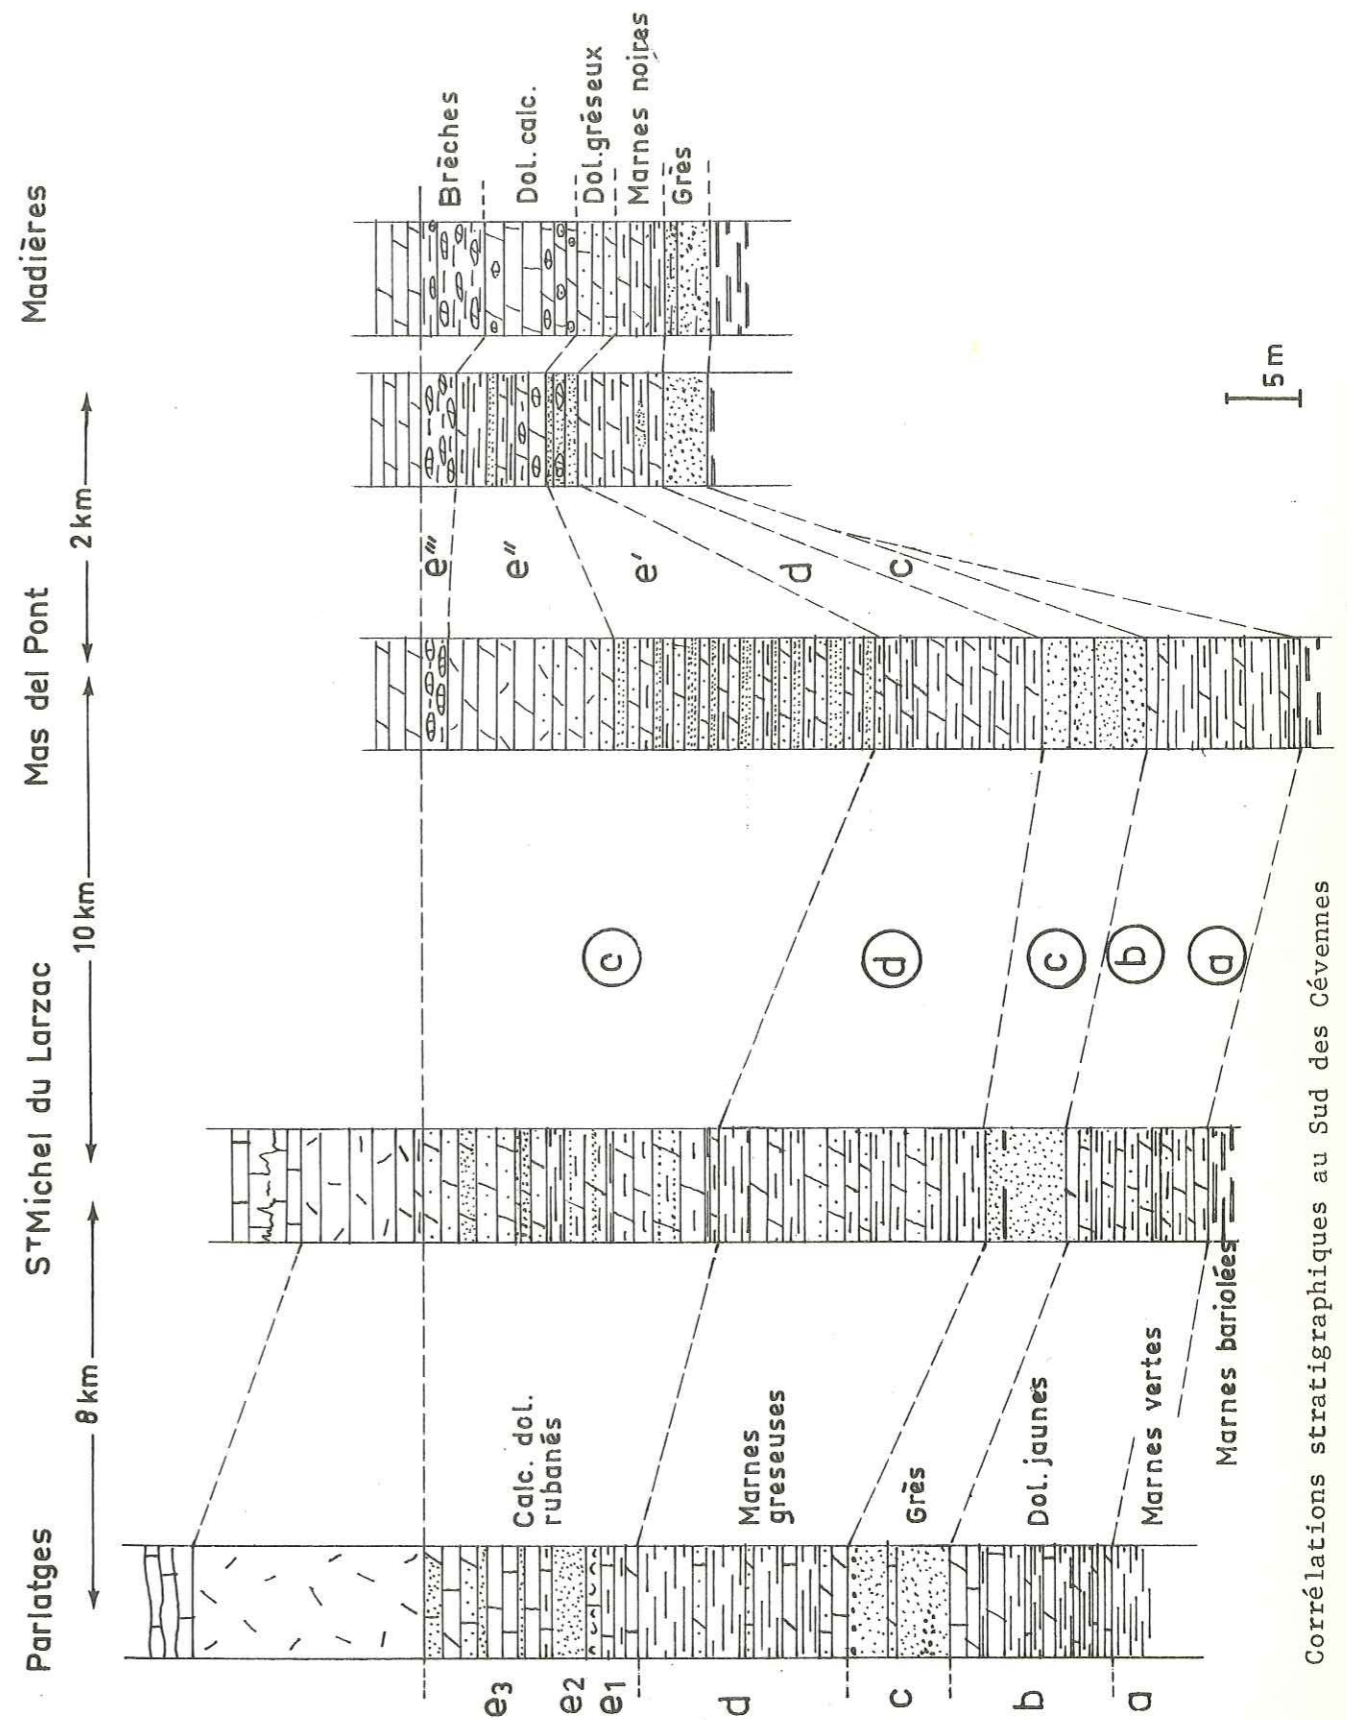 Parlatges
Sᵀ Michel du Larzac
Mas del Pont
Madières
8 km
10 km
2 km
e3
e2
e1
d
c
b
a
Calc. dol.
rubanés
Marnes
greseuses
Grès
Dol. jaunes
Marnes vertes
Marnes bariolées
c
d
c
b
a
e'''
e''
e'
d
c
Brēches
Dol. calc.
Dol. gréseux
Marnes noires
Grès
5 m
Corrélations stratigraphiques au Sud des Cévennes